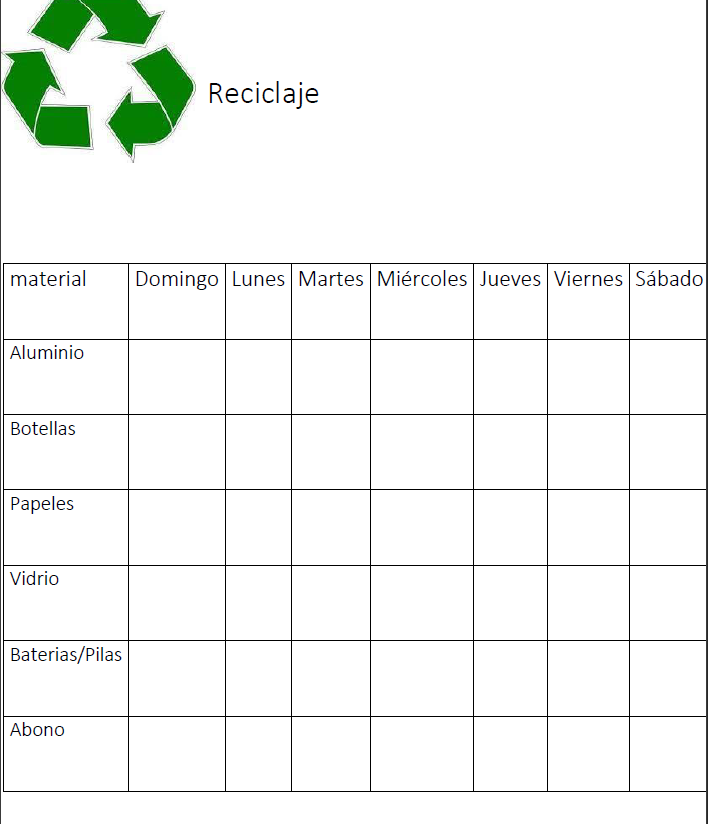 Reciclaje
material Domingo Lunes Martes Miércoles Jueves Viernes Sábado
Aluminio
Botellas
Papeles
Vidrio
Baterias/Pilas
Abono